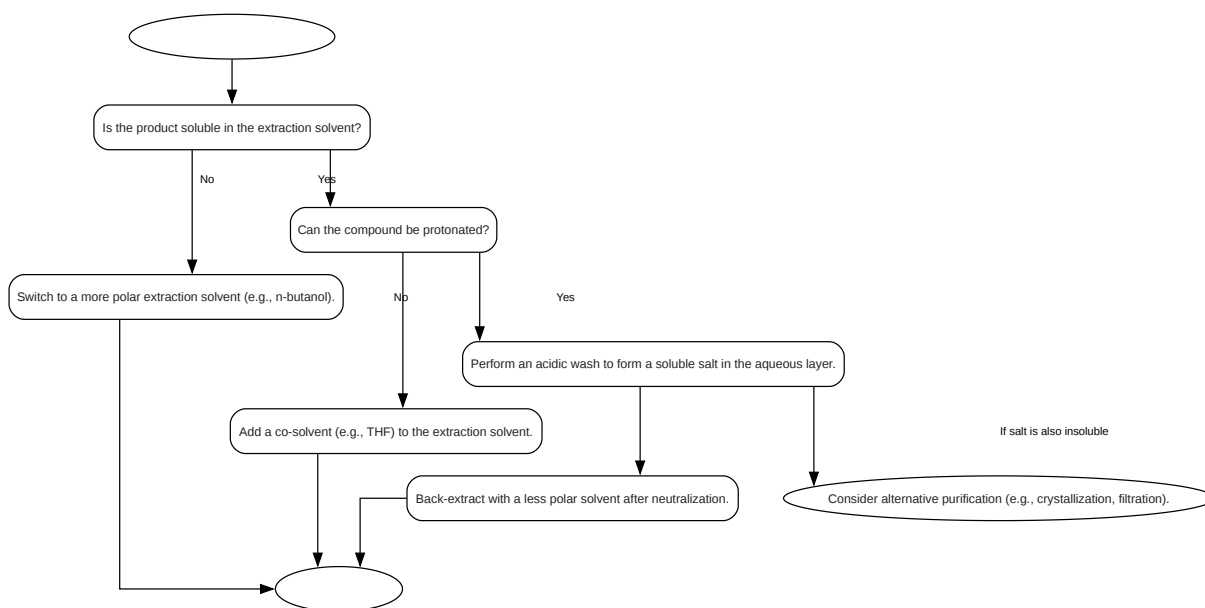 Is the product soluble in the extraction solvent?
No
Yes
Can the compound be protonated?
Switch to a more polar extraction solvent (e.g., n-butanol).
No
Yes
Perform an acidic wash to form a soluble salt in the aqueous layer.
Add a co-solvent (e.g., THF) to the extraction solvent.
If salt is also insoluble
Back-extract with a less polar solvent after neutralization.
Consider alternative purification (e.g., crystallization, filtration).